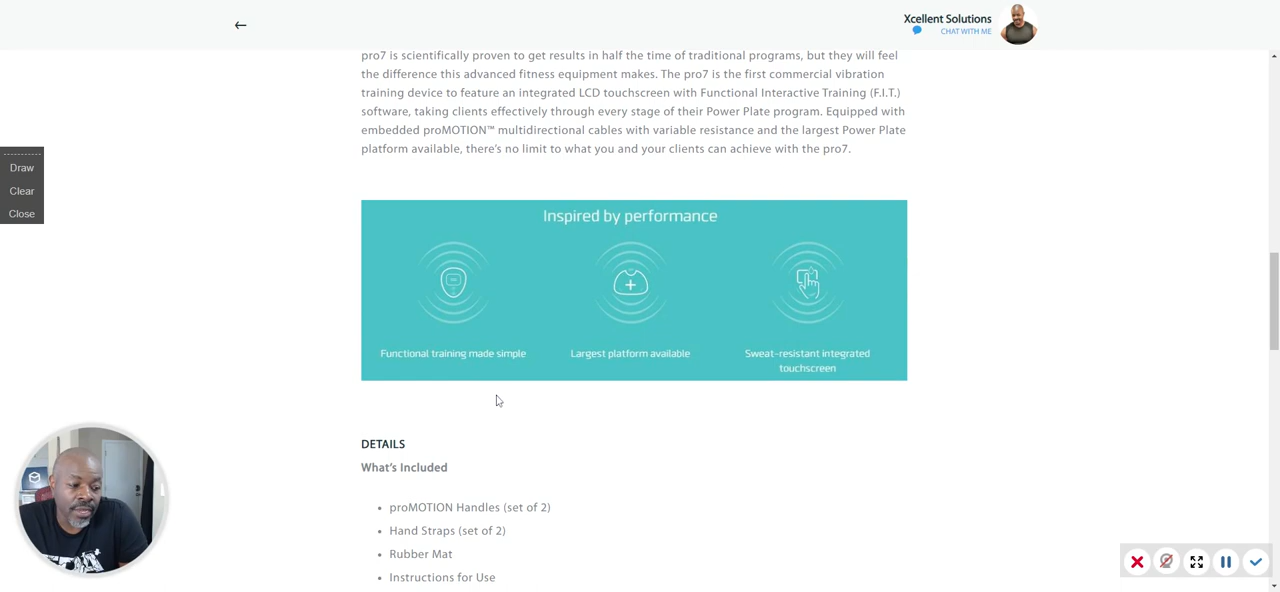 Xcellent Solutions
CHAT WITH ME
pro7 is scientifically proven to get results in half the time of traditional programs, but they will feel
the difference this advanced fitness equipment makes. The pro7 is the first commercial vibration
training device to feature an integrated LCD touchscreen with Functional Interactive Training (F.I.T.)
software, taking clients effectively through every stage of their Power Plate program. Equipped with
embedded proMOTION™ multidirectional cables with variable resistance and the largest Power Plate
platform available, there's no limit to what you and your clients can achieve with the pro7.
Draw
Clear
Close
Inspired by performance
Functional training made simple
Largest platform available
Sweat-resistant integrated
touchscreen
DETAILS
What's Included
• proMOTION Handles (set of 2)
• Hand Straps (set of 2)
• Rubber Mat
• Instructions for Use